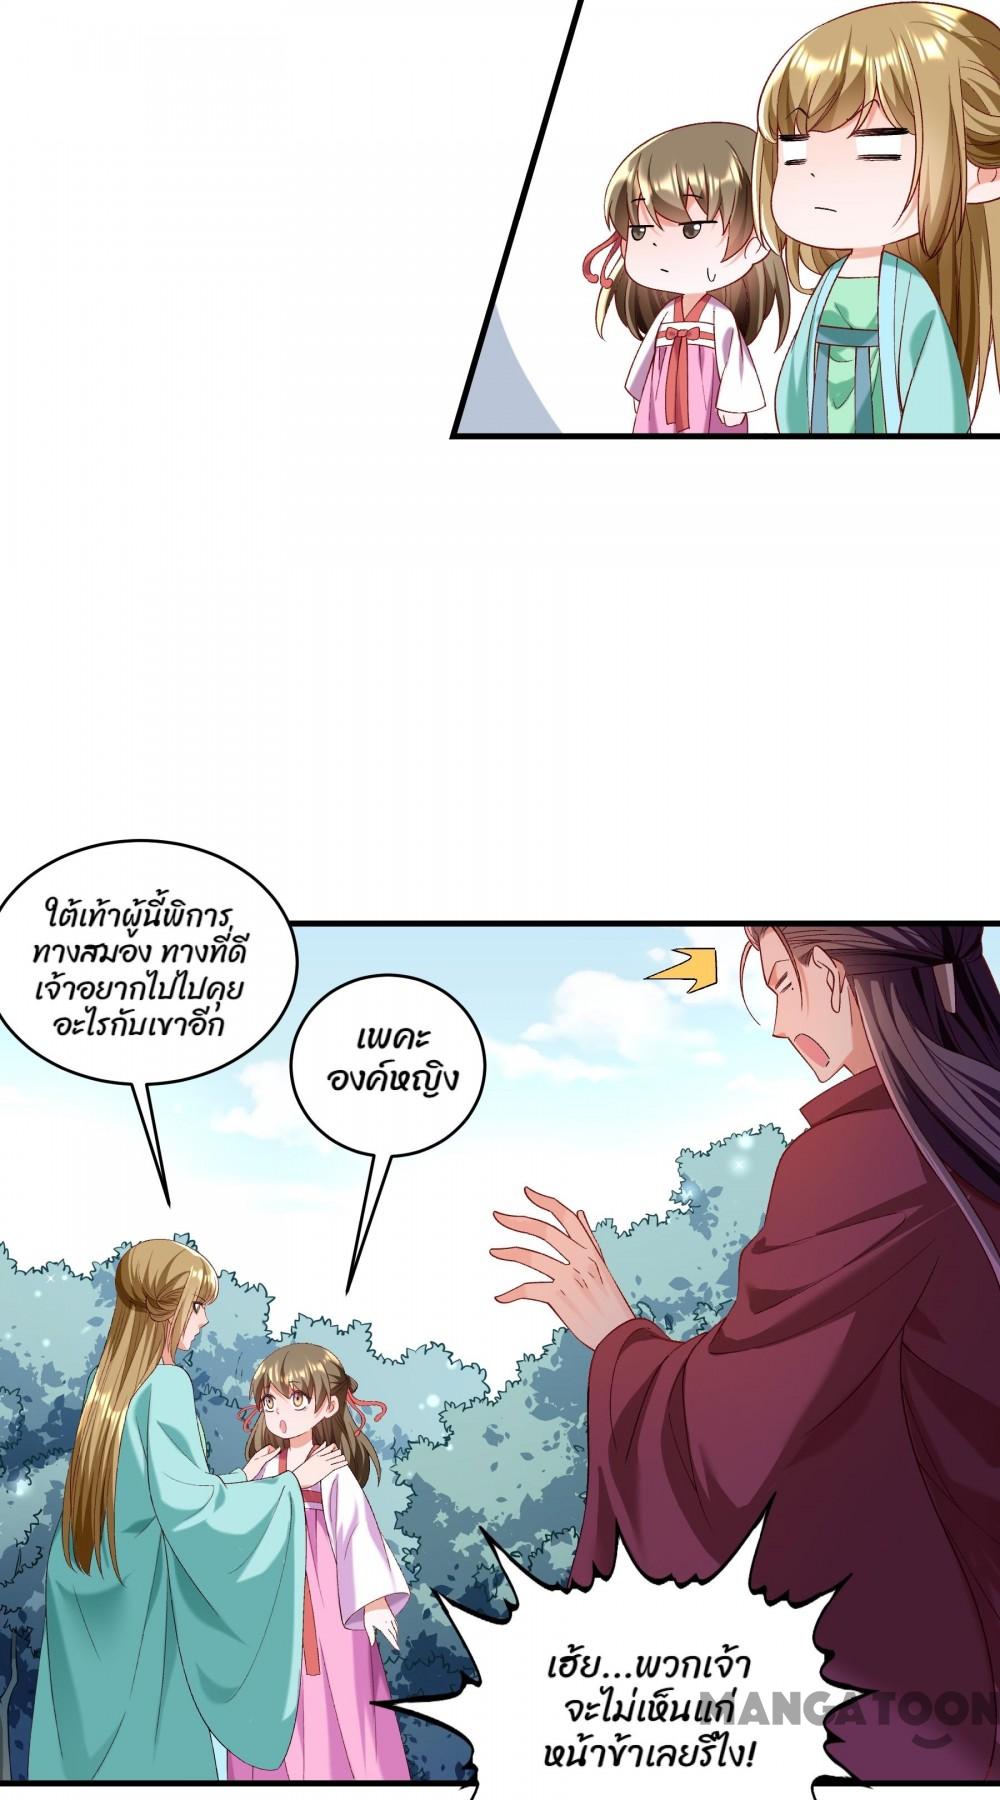 ใต้เท้าผู้นี้พิการ
ทางสมอง ทางที่ดี
เจ้าอยากไปไปคุย
อะไรกับเขาอีก
เพคะ
องค์หญิง
เฮ้ย...พวกเจ้า
จะไม่เห็นแก่
หน้าข้าเลยรึไง!
MANGATOON